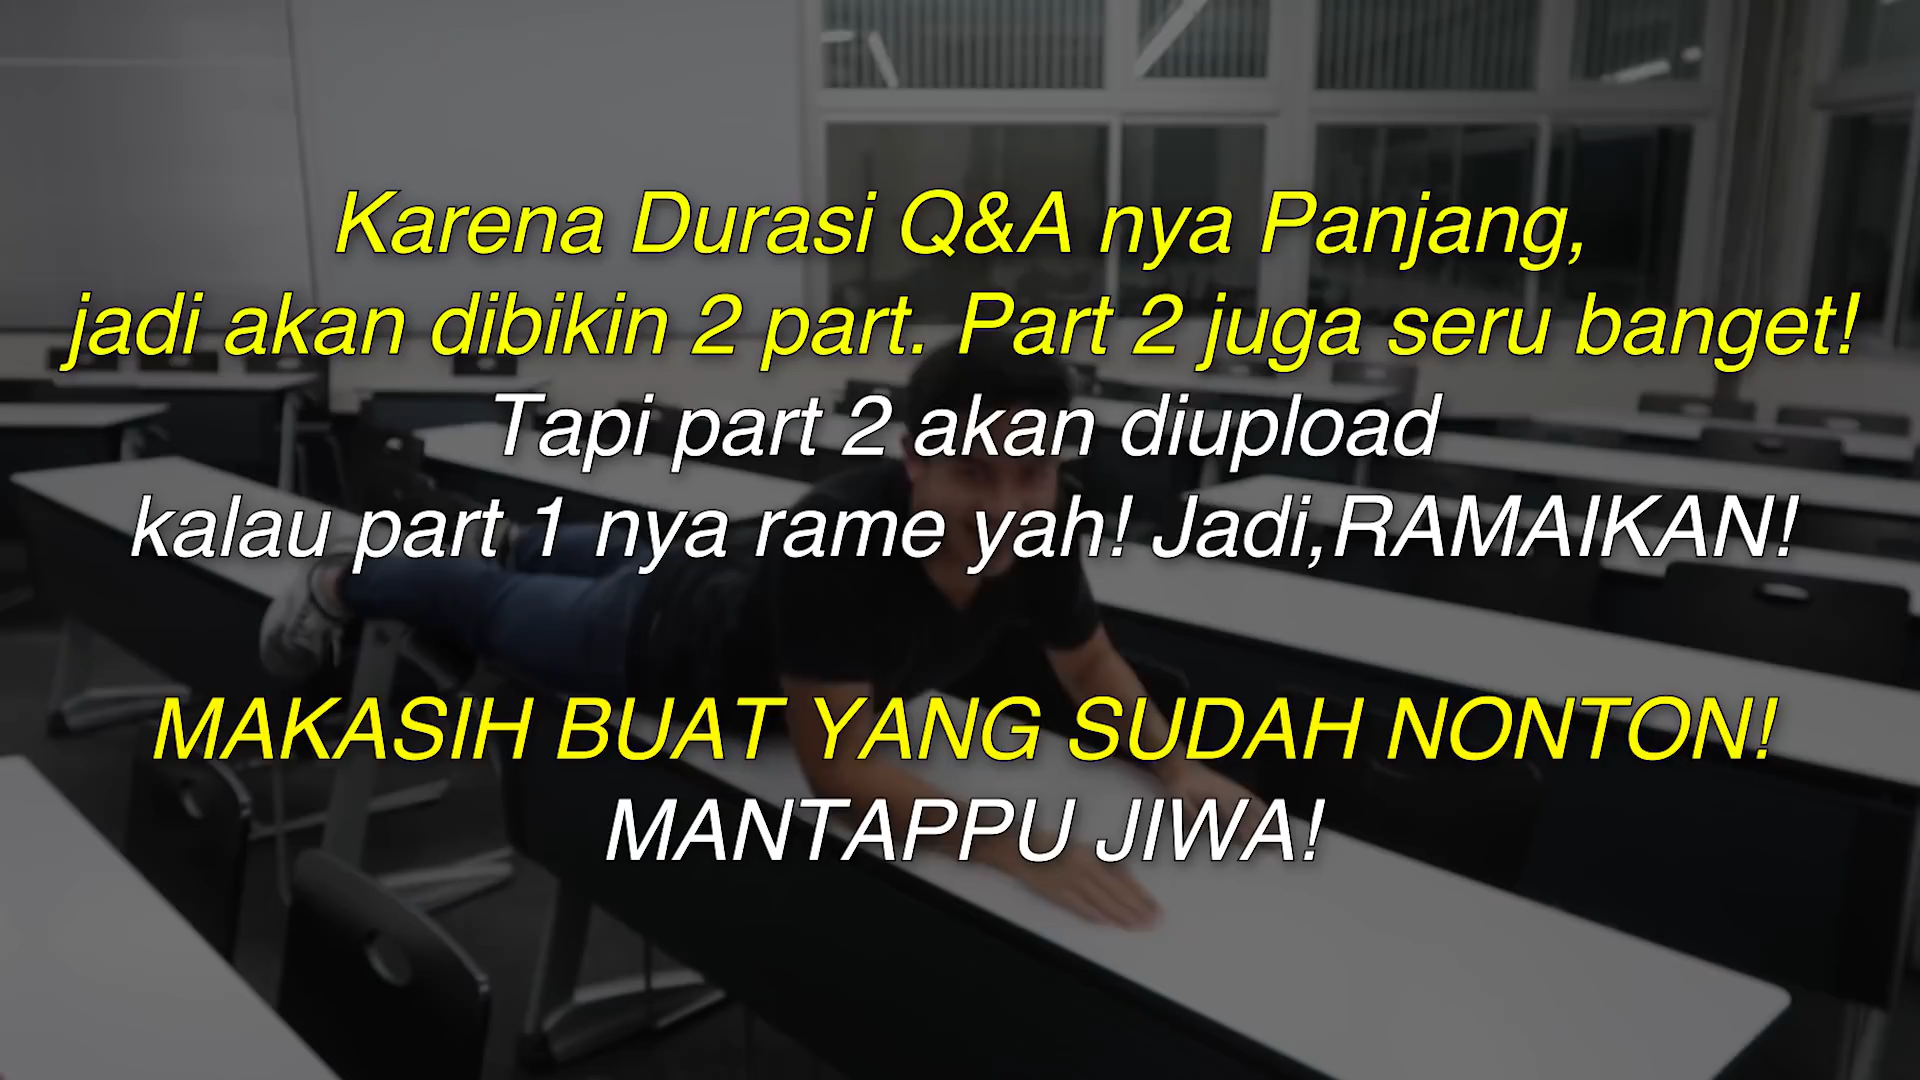 Karena Durasi Q&A nya Panjang,
jadi akan dibikin 2 part. Part 2 juga seru banget!
Tapi part 2 akan diupload
kalau part 1 nya rame yah! Jadi,RAMAIKAN!
MAKASIH BUAT YANG SUDAH NONTON!
MANTAPPU JIWA!